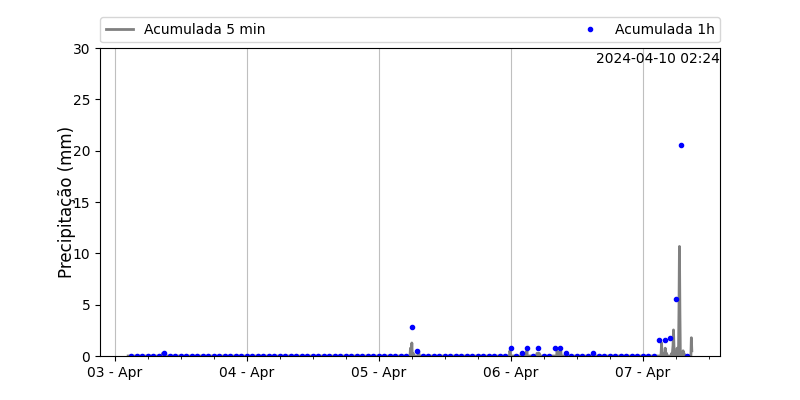 Acumulada 5 min
Acumulada 1h
2024-04-10 02:24
Precipitação (mm)
30
25
20
15
10
5
0
03 - Apr
04 - Apr
05 - Apr
06 - Apr
07 - Apr